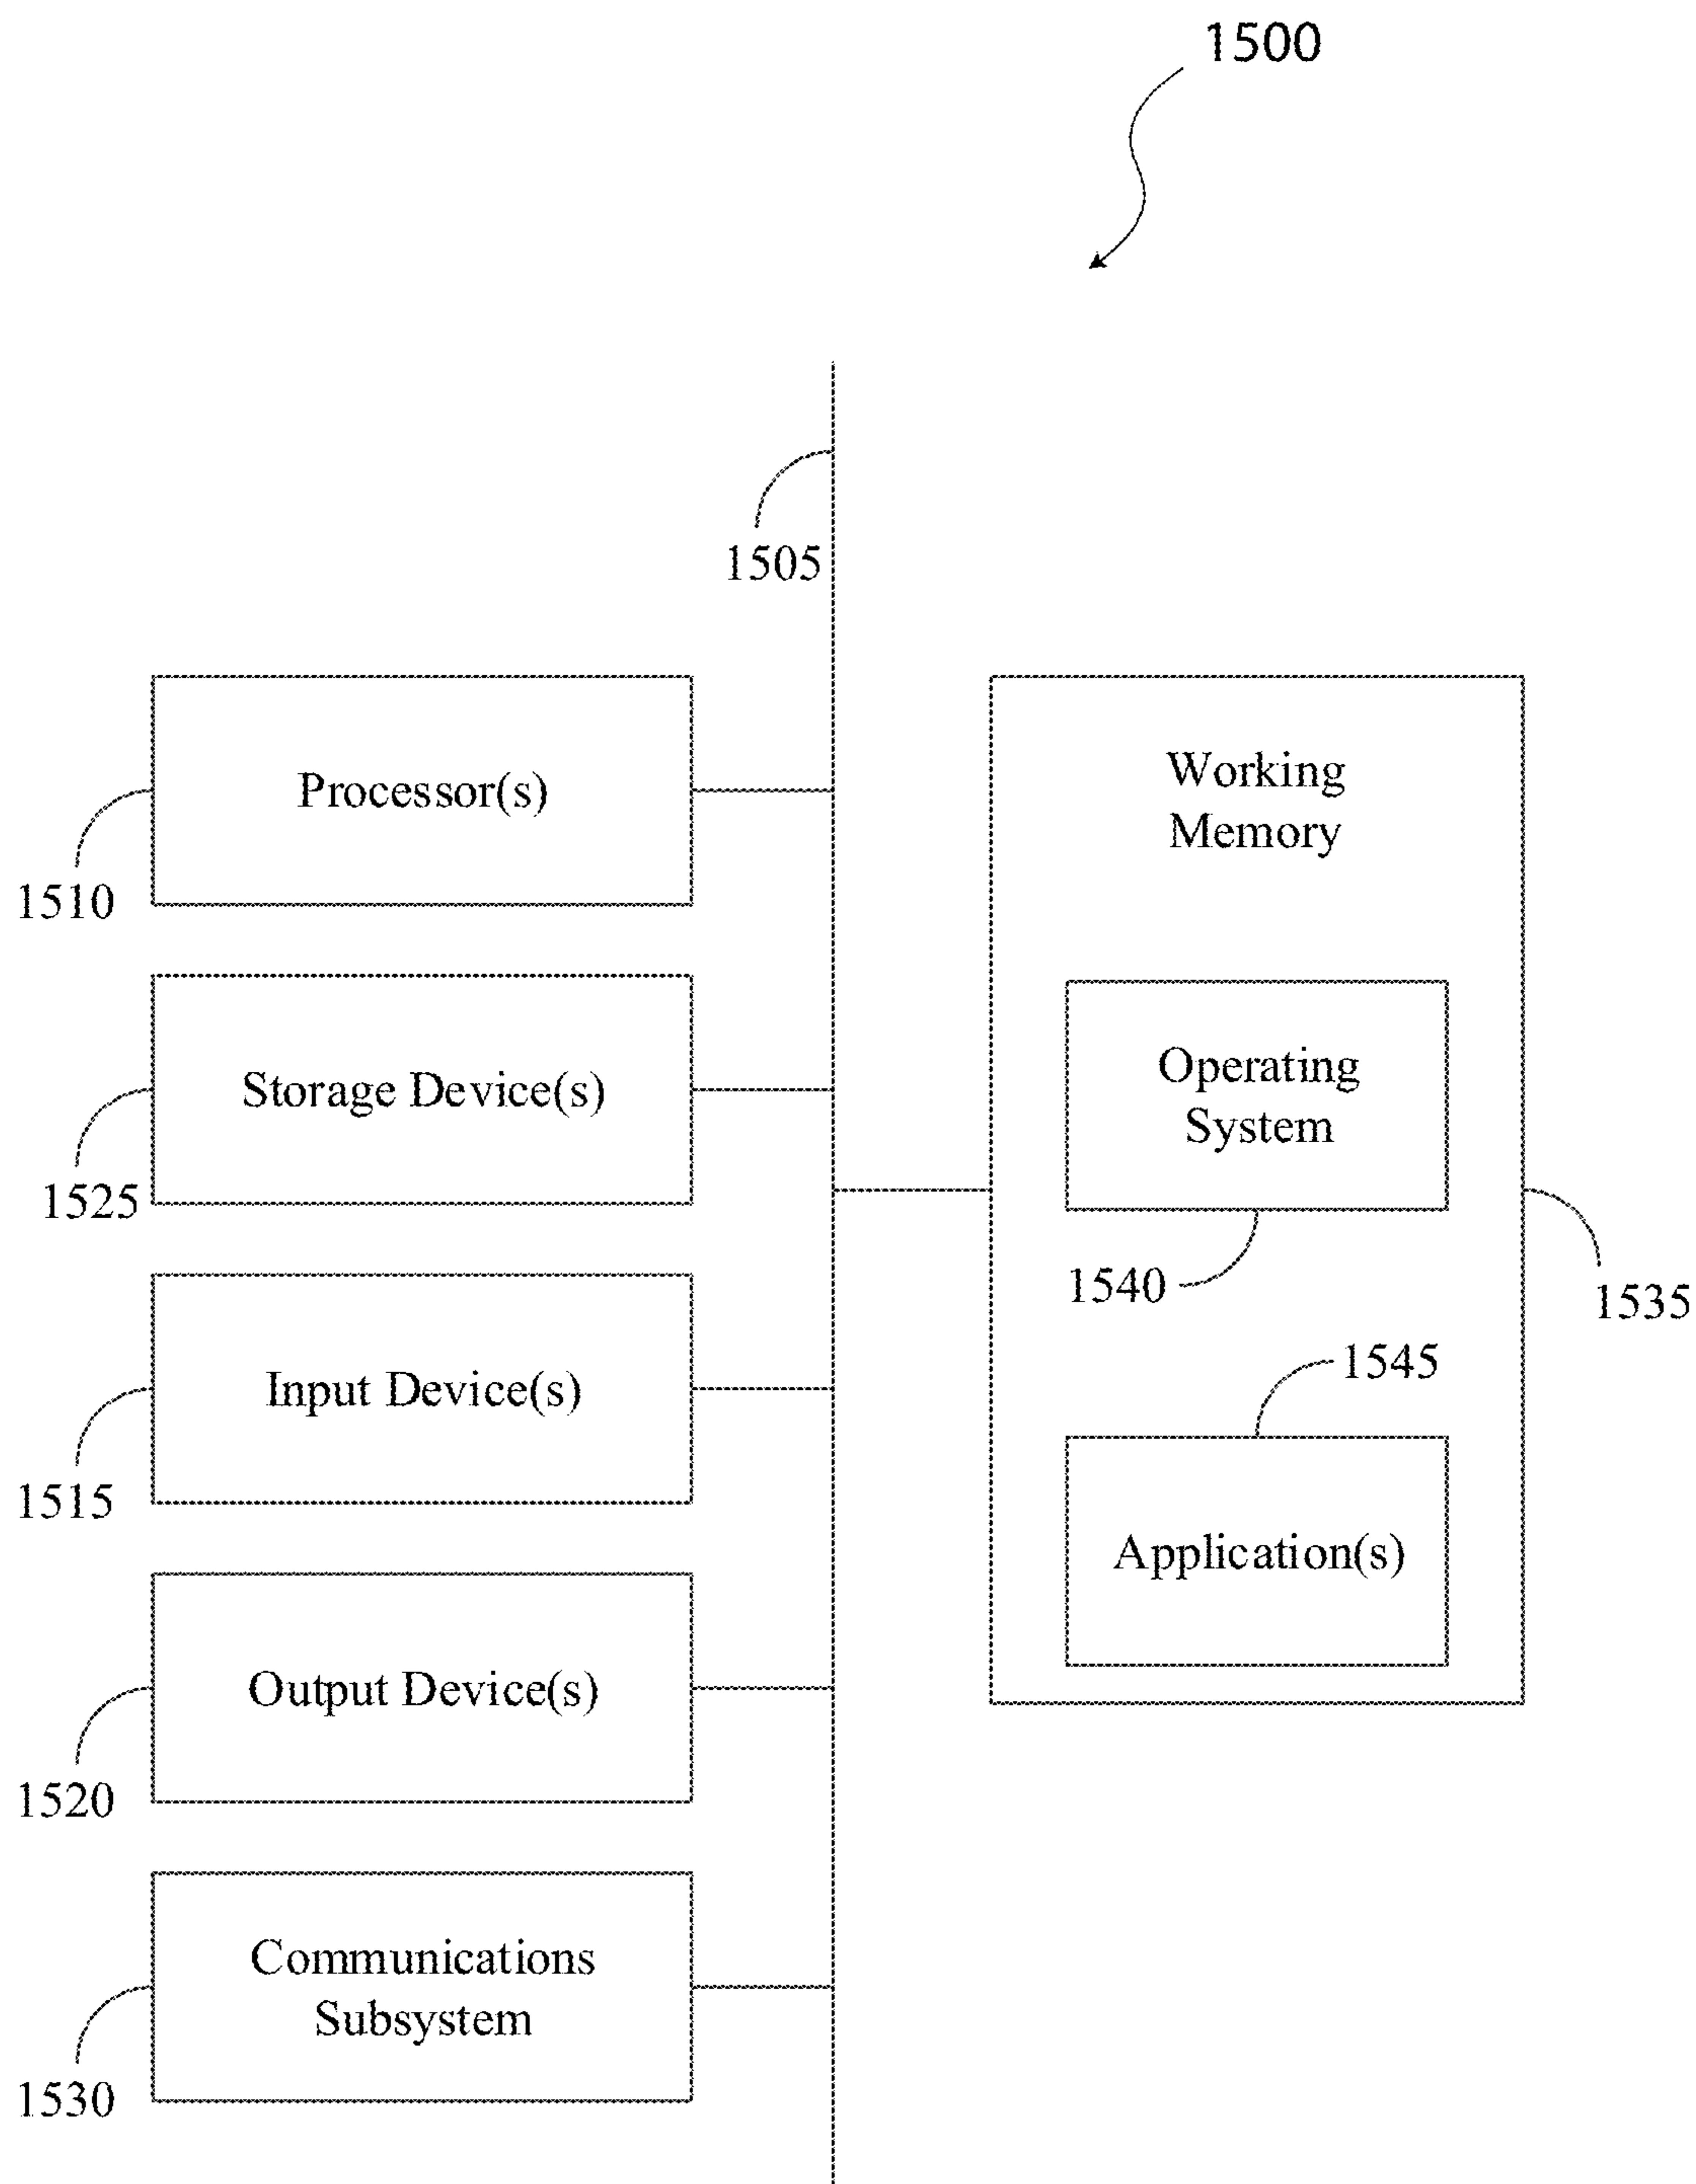 1500
1505
Processor(s)
1510
Storage Device(s)
1525
Input Device(s)
1515
Output Device(s)
1520
Communications
Subsystem
1530
Working
Memory
Operating
System
1540
1535
1545
Application(s)